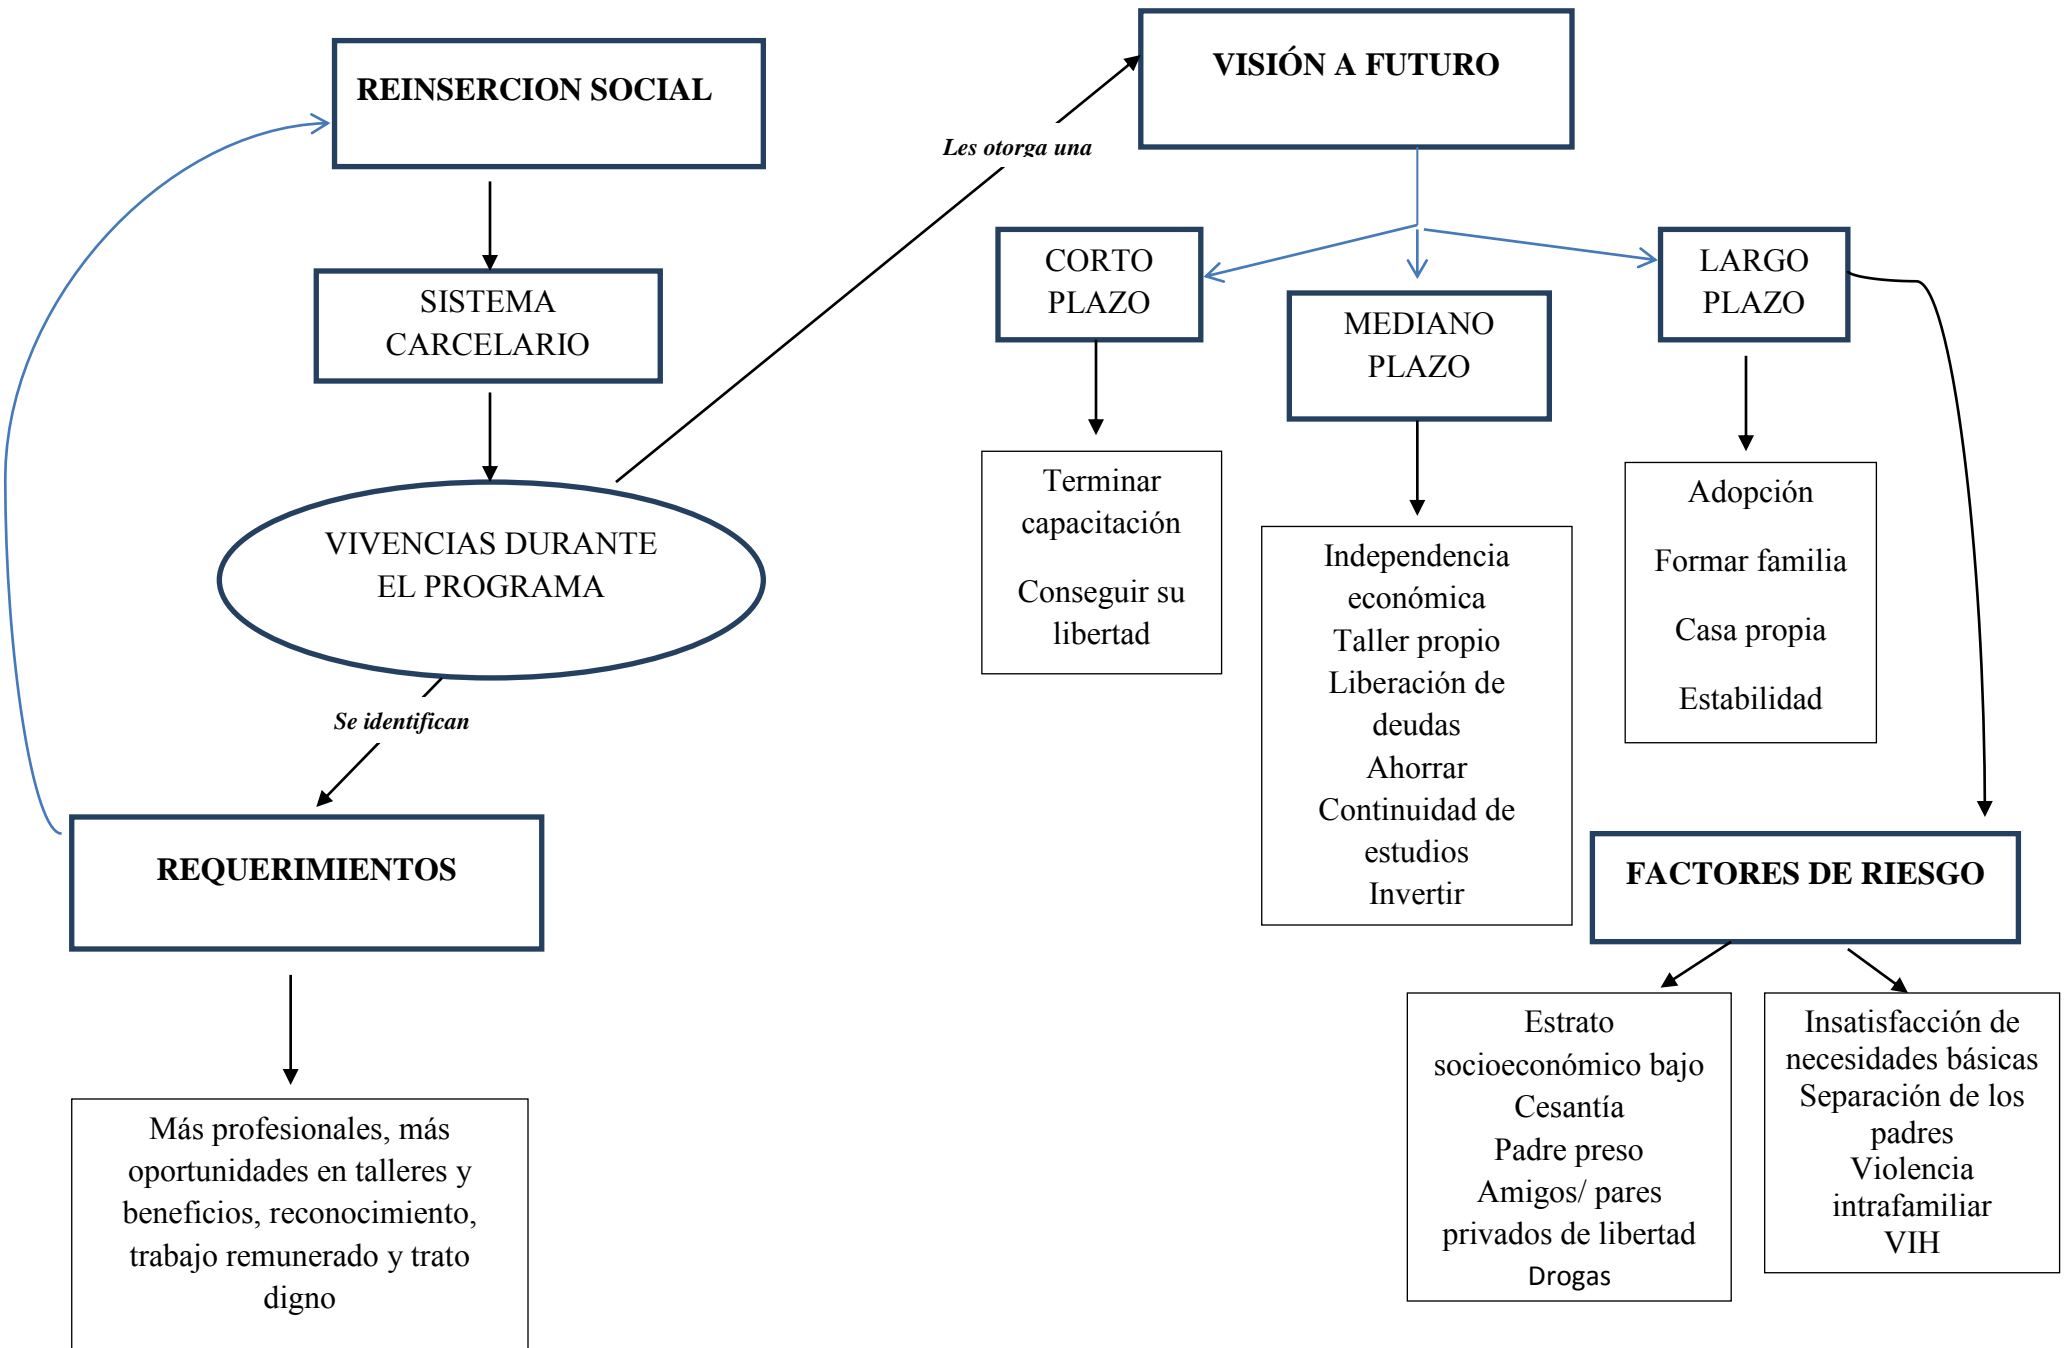 REINSERCION SOCIAL
SISTEMA
CARCELARIO
VIVENCIAS DURANTE
EL PROGRAMA
Se identifican
REQUERIMIENTOS
Más profesionales, más
oportunidades en talleres y
beneficios, reconocimiento,
trabajo remunerado y trato
digno
Les otorga una
VISIÓN A FUTURO
CORTO
PLAZO
Terminar
capacitación
Conseguir su
libertad
MEDIANO
PLAZO
Independencia
económica
Taller propio
Liberación de
deudas
Ahorrar
Continuidad de
estudios
Invertir
LARGO
PLAZO
Adopción
Formar familia
Casa propia
Estabilidad
FACTORES DE RIESGO
Estrato
socioeconómico bajo
Cesantía
Padre preso
Amigos/ pares
privados de libertad
Drogas
Insatisfacción de
necesidades básicas
Separación de los
padres
Violencia
intrafamiliar
VIH